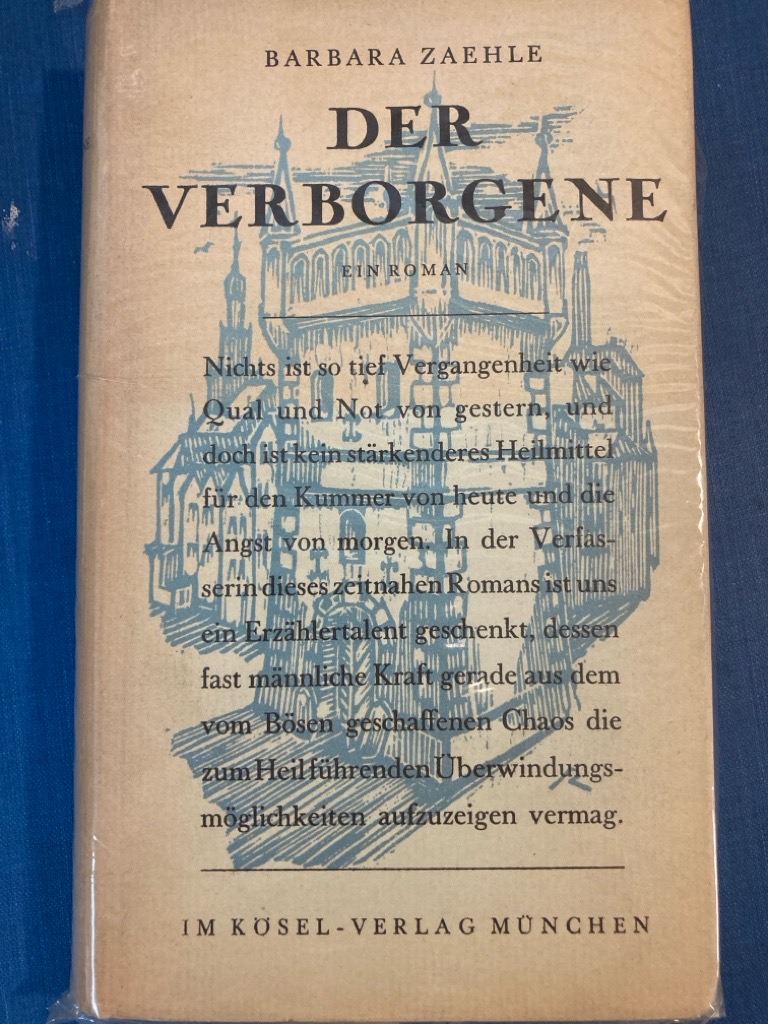 BARBARA ZAEHLE
DER
VERBORGENE
EIN ROMAN
Nichts ist so tief Vergangenheit wie
Qual und Not von gestern, und
doch ist kein stärkenderes Heilmittel
für den Kummer von heute und die
Angst von morgen. In der Verfas-
serin dieses zeitnahen Romans ist uns
ein Erzählertalent geschenkt, dessen
fast männliche Kraft gerade aus dem
vom Bösen geschaffenen Chaos die
zum Heil führenden Überwindungs-
möglichkeiten aufzuzeigen vermag.
IM KÖSEL-VERLAG MÜNCHEN